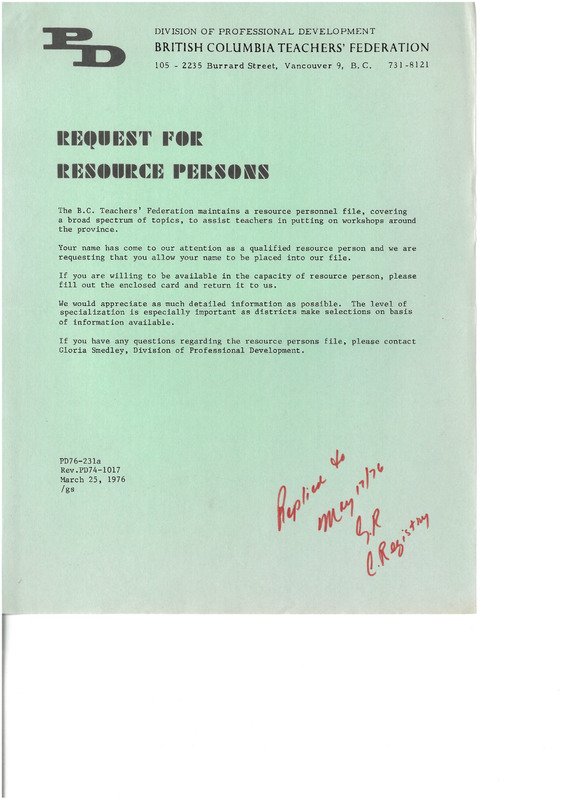 PD
DIVISION OF PROFESSIONAL DEVELOPMENT
BRITISH COLUMBIA TEACHERS' FEDERATION
105 - 2235 Burrard Street, Vancouver 9, B.C. 731-8121
REQUEST FOR
RESOURCE PERSONS
The B.C. Teachers' Federation maintains a resource personnel file, covering
a broad spectrum of topics, to assist teachers in putting on workshops around
the province.
Your name has come to our attention as a qualified resource person and we are
requesting that you allow your name to be placed into our file.
If you are willing to be available in the capacity of resource person, please
fill out the enclosed card and return it to us.
We would appreciate as much detailed information as possible. The level of
specialization is especially important as districts make selections on basis
of information available.
If you have any questions regarding the resource persons file, please contact
Gloria Smedley, Division of Professional Development.
PD76-231a
Rev.PD74-1017
March 25, 1976
/gs
Replied to
May 17/76
G.R
C.Registry